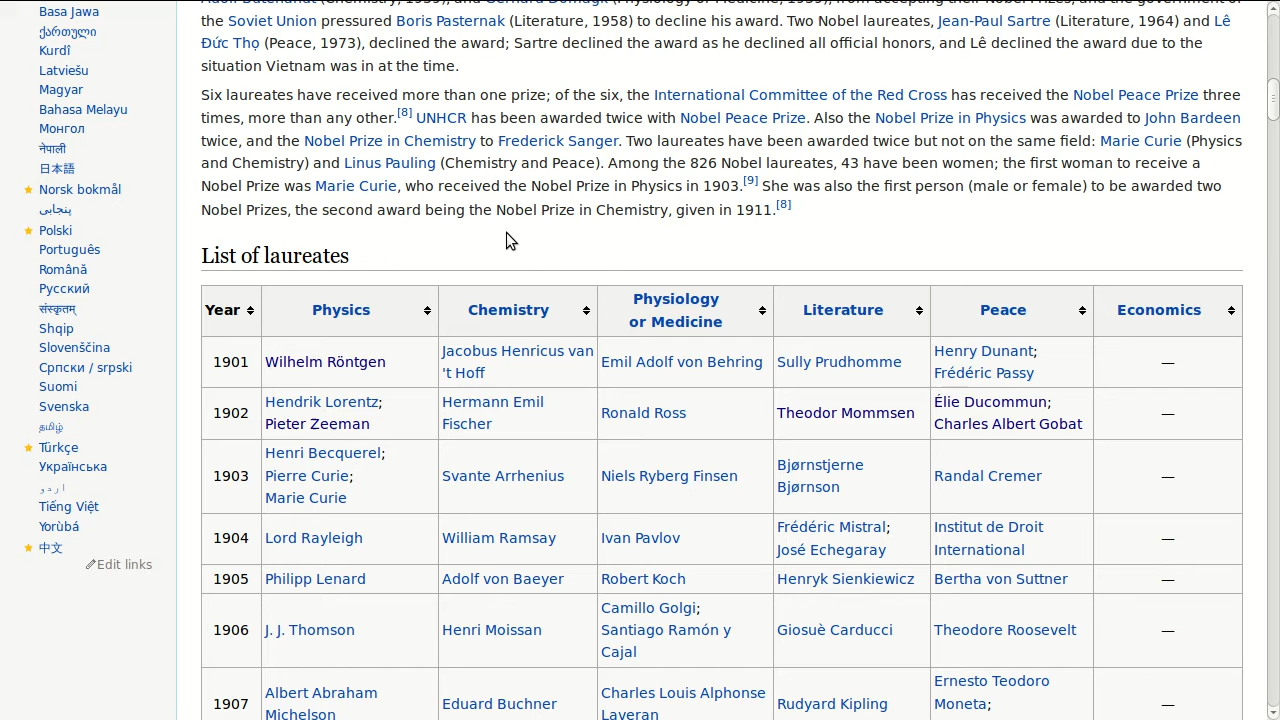 Basa Jawa
ქართული
Kurdî
Latviešu
Magyar
Bahasa Melayu
Монгол
नेपाली
日本語
Norsk bokmål
پنجابی
Polski
Português
Română
Русский
संस्कृतम्
Shqip
Slovenščina
Српски / srpski
Suomi
Svenska
தமிழ்
Türkçe
Українська
اردو
Tiếng Việt
Yorùbá
中文
Edit links
the Soviet Union pressured Boris Pasternak (Literature, 1958) to decline his award. Two Nobel laureates, Jean-Paul Sartre (Literature, 1964) and Lê
Đức Thọ (Peace, 1973), declined the award; Sartre declined the award as he declined all official honors, and Lê declined the award due to the
situation Vietnam was in at the time.
Six laureates have received more than one prize; of the six, the International Committee of the Red Cross has received the Nobel Peace Prize three
times, more than any other.[8] UNHCR has been awarded twice with Nobel Peace Prize. Also the Nobel Prize in Physics was awarded to John Bardeen
twice, and the Nobel Prize in Chemistry to Frederick Sanger. Two laureates have been awarded twice but not on the same field: Marie Curie (Physics
and Chemistry) and Linus Pauling (Chemistry and Peace). Among the 826 Nobel laureates, 43 have been women; the first woman to receive a
Nobel Prize was Marie Curie, who received the Nobel Prize in Physics in 1903.[9] She was also the first person (male or female) to be awarded two
Nobel Prizes, the second award being the Nobel Prize in Chemistry, given in 1911.[8]
List of laureates
Year Physics Chemistry Physiology or Medicine Literature Peace Economics
1901 Wilhelm Röntgen Jacobus Henricus van 't Hoff Emil Adolf von Behring Sully Prudhomme Henry Dunant; Frédéric Passy —
1902 Hendrik Lorentz; Pieter Zeeman Hermann Emil Fischer Ronald Ross Theodor Mommsen Élie Ducommun; Charles Albert Gobat —
1903 Henri Becquerel; Pierre Curie; Marie Curie Svante Arrhenius Niels Ryberg Finsen Bjørnstjerne Bjørnson Randal Cremer —
1904 Lord Rayleigh William Ramsay Ivan Pavlov Frédéric Mistral; José Echegaray Institut de Droit International —
1905 Philipp Lenard Adolf von Baeyer Robert Koch Henryk Sienkiewicz Bertha von Suttner —
1906 J. J. Thomson Henri Moissan Camillo Golgi; Santiago Ramón y Cajal Giosuè Carducci Theodore Roosevelt —
1907 Albert Abraham Michelson Eduard Buchner Charles Louis Alphonse Laveran Rudyard Kipling Ernesto Teodoro Moneta; —